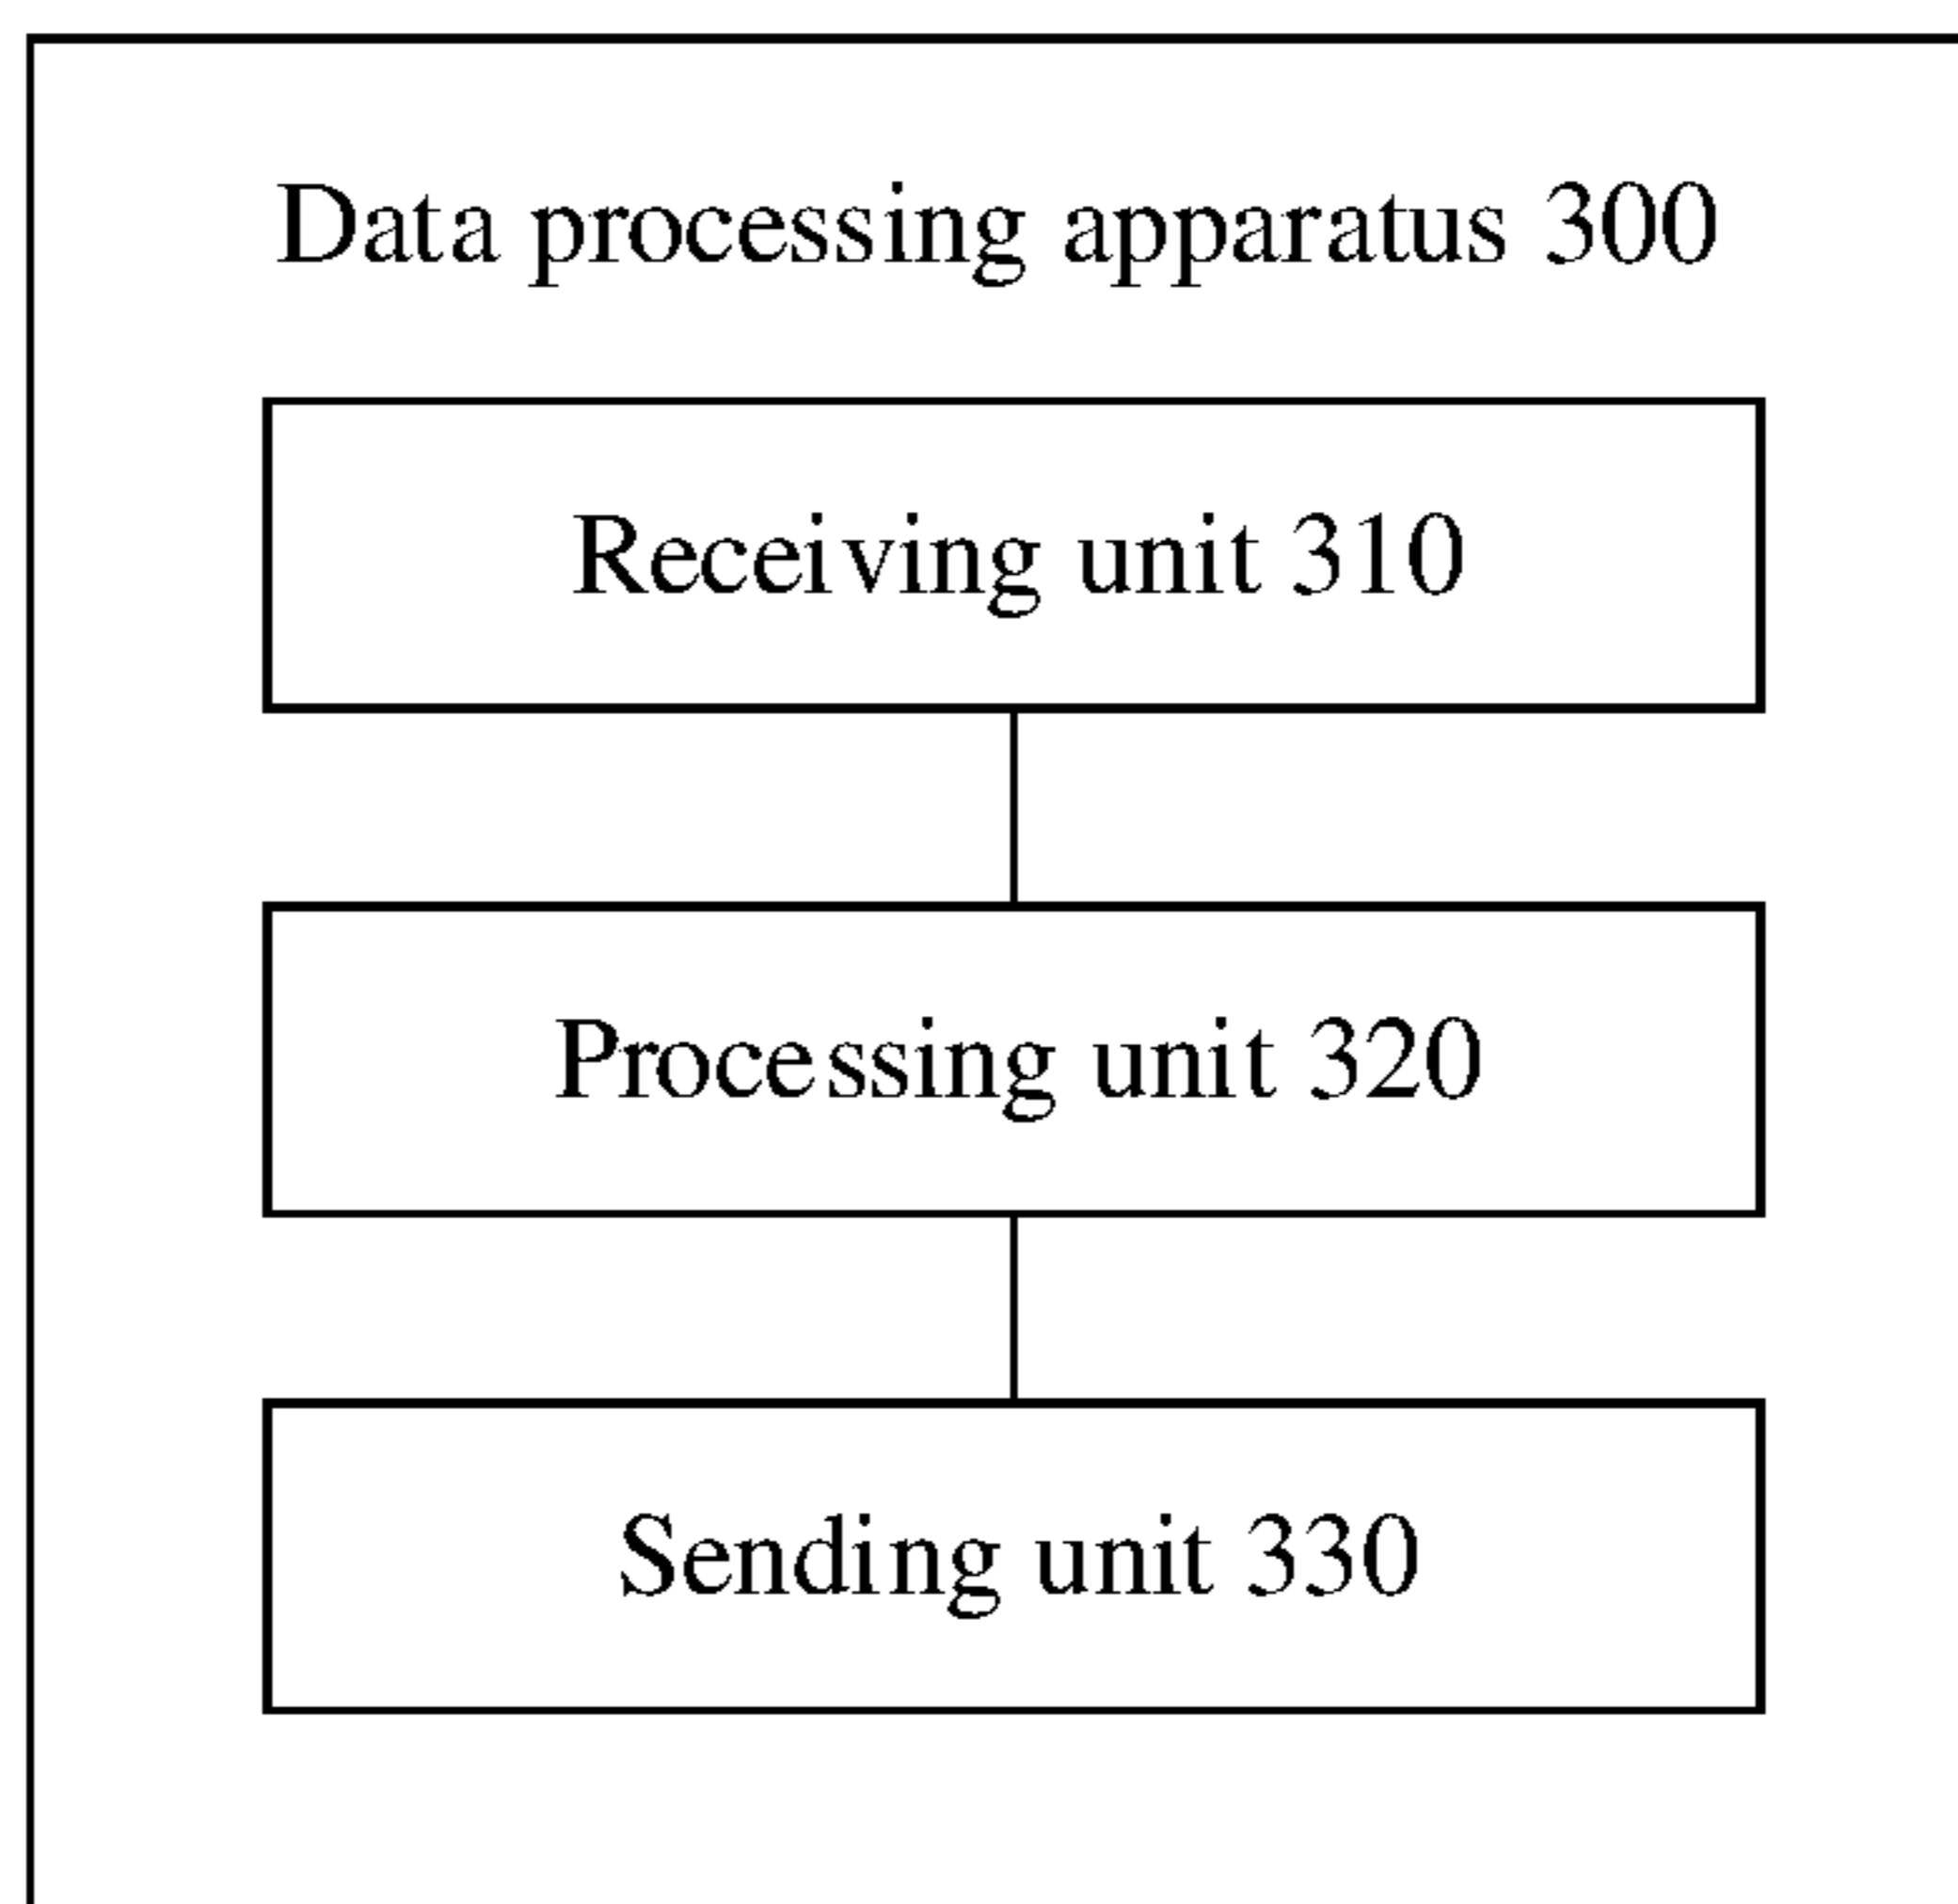 Data processing apparatus 300
Receiving unit 310
Processing unit 320
Sending unit 330